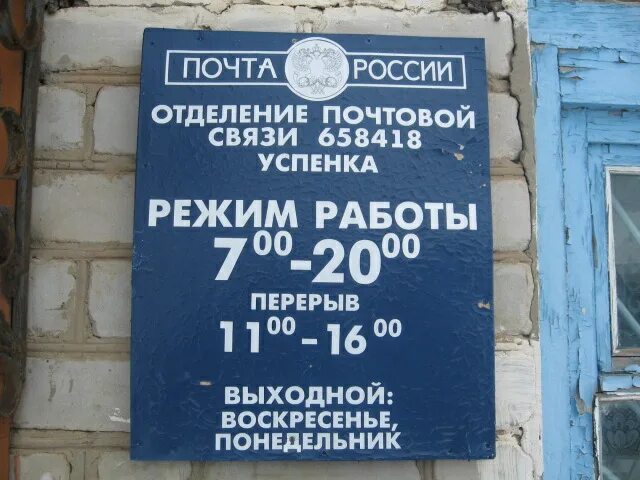 ПОЧТА РОССИИ
ОТДЕЛЕНИЕ ПОЧТОВОЙ
СВЯЗИ 658418
УСПЕНКА
РЕЖИМ РАБОТЫ
7⁰⁰-20⁰⁰
ПЕРЕРЫВ
11⁰⁰-16⁰⁰
ВЫХОДНОЙ:
ВОСКРЕСЕНЬЕ,
ПОНЕДЕЛЬНИК